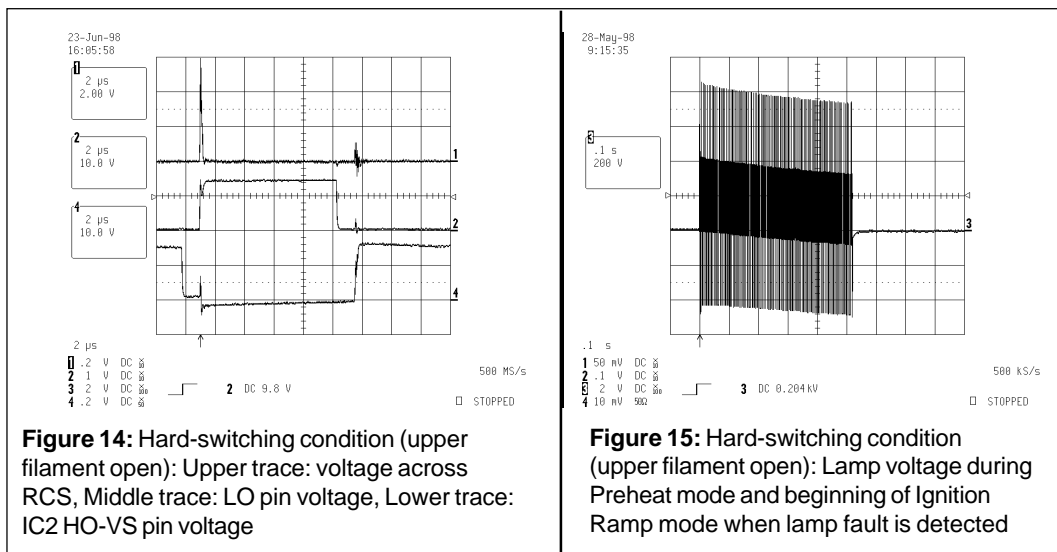 23-Jun-98
16:05:58
1
2 µs
2.00 V
2
2 µs
10.0 V
4
2 µs
10.0 V
1
2
4
2 µs
1 .2 V DC
2 1 V DC
3 2 V DC
4 .2 V DC
2 DC 9.8 V
500 MS/s
STOPPED
Figure 14: Hard-switching condition (upper
filament open): Upper trace: voltage across
RCS, Middle trace: LO pin voltage, Lower trace:
IC2 HO-VS pin voltage
28-May-98
9:15:35
3
.1 s
200 V
3
.1 s
1 50 mV DC
2 .1 V DC
3 2 V DC
4 10 mV 50Ω
3 DC 0.204kV
500 kS/s
STOPPED
Figure 15: Hard-switching condition
(upper filament open): Lamp voltage during
Preheat mode and beginning of Ignition
Ramp mode when lamp fault is detected